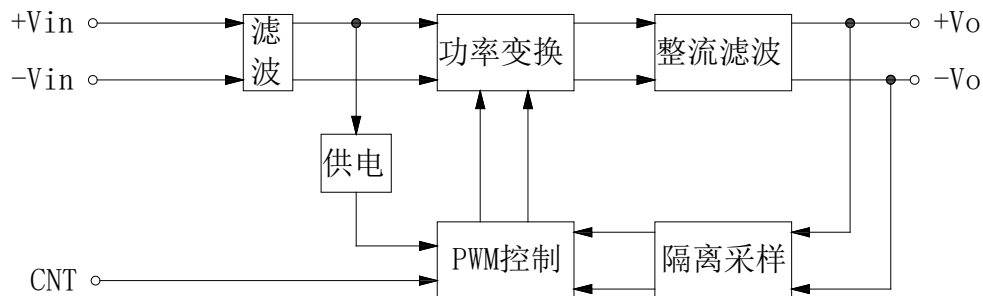 +Vin
滤波
功率变换
整流滤波
+Vo
-Vin
-Vo
供电
PWM控制
隔离采样
CNT